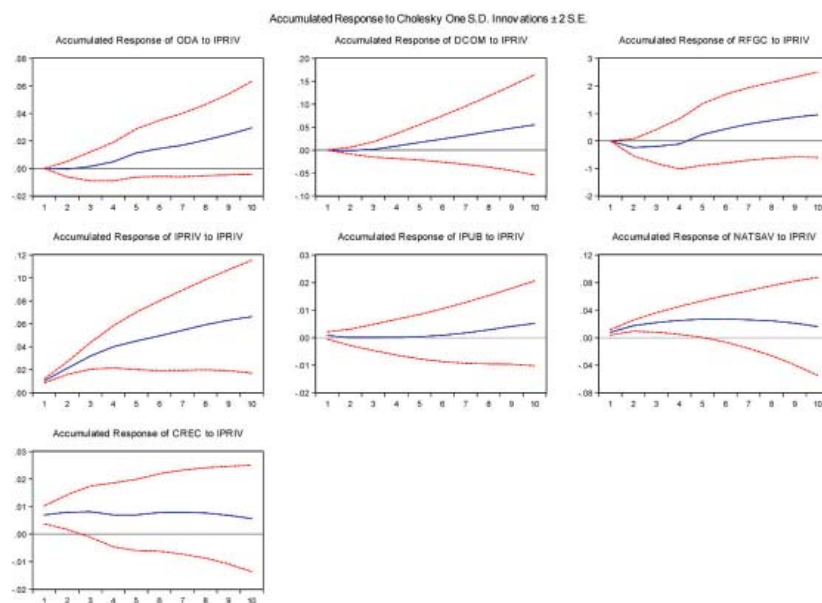 Accumulated Response to Cholesky One S.D. Innovations ± 2 S.E.
Accumulated Response of ODA to IPRIV
.08
.06
.04
.02
.00
-.02
1 2 3 4 5 6 7 8 9 10
Accumulated Response of DCOM to IPRIV
.20
.15
.10
.05
.00
-.05
-.10
1 2 3 4 5 6 7 8 9 10
Accumulated Response of RFGC to IPRIV
3
2
1
0
-1
-2
1 2 3 4 5 6 7 8 9 10
Accumulated Response of IPRIV to IPRIV
.12
.10
.08
.06
.04
.02
.00
1 2 3 4 5 6 7 8 9 10
Accumulated Response of IPUB to IPRIV
.03
.02
.01
.00
-.01
-.02
1 2 3 4 5 6 7 8 9 10
Accumulated Response of NATSAV to IPRIV
.12
.08
.04
.00
-.04
-.08
1 2 3 4 5 6 7 8 9 10
Accumulated Response of CREC to IPRIV
.03
.02
.01
.00
-.01
-.02
1 2 3 4 5 6 7 8 9 10